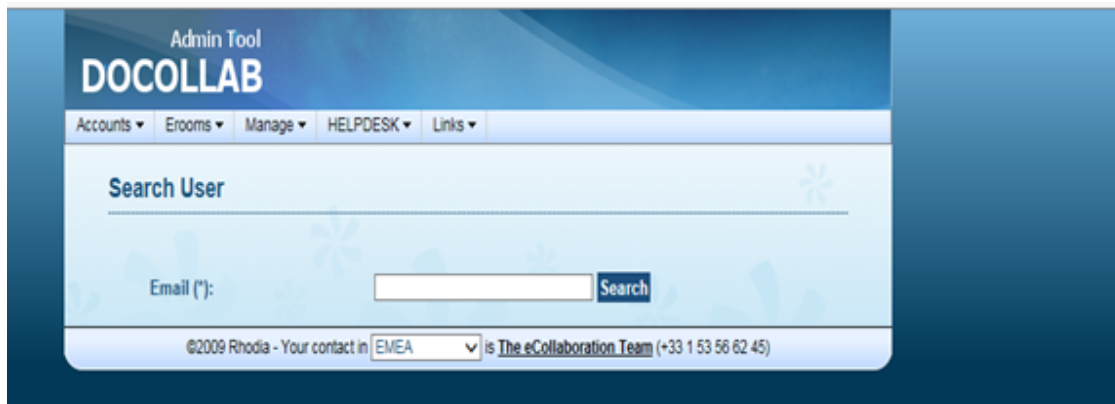 Admin Tool
DOCOLLAB
Accounts ▾ Erooms ▾ Manage ▾ HELPDESK ▾ Links ▾
Search User
Email (*): Search
©2009 Rhodia - Your contact in EMEA is The eCollaboration Team (+33 1 53 56 62 45)